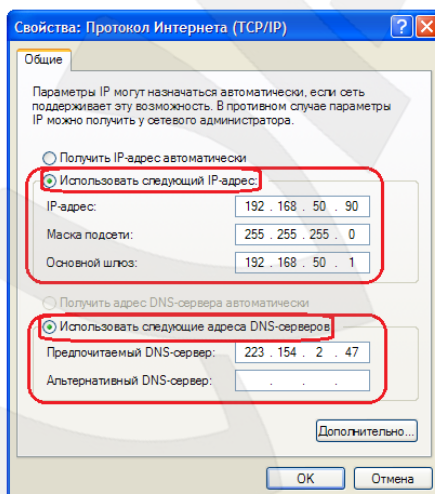 Свойства: Протокол Интернета (TCP/IP)
Общие
Параметры IP могут назначаться автоматически, если сеть
поддерживает эту возможность. В противном случае параметры
IP можно получить у сетевого администратора.
Получить IP-адрес автоматически
Использовать следующий IP-адрес:
IP-адрес: 192 . 168 . 50 . 90
Маска подсети: 255 . 255 . 255 . 0
Основной шлюз: 192 . 168 . 50 . 1
Получить адрес DNS-сервера автоматически
Использовать следующие адреса DNS-серверов
Предпочитаемый DNS-сервер: 223 . 154 . 2 . 47
Альтернативный DNS-сервер: . . .
Дополнительно...
OK Отмена